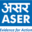 असर
ASER
Evidence for Action